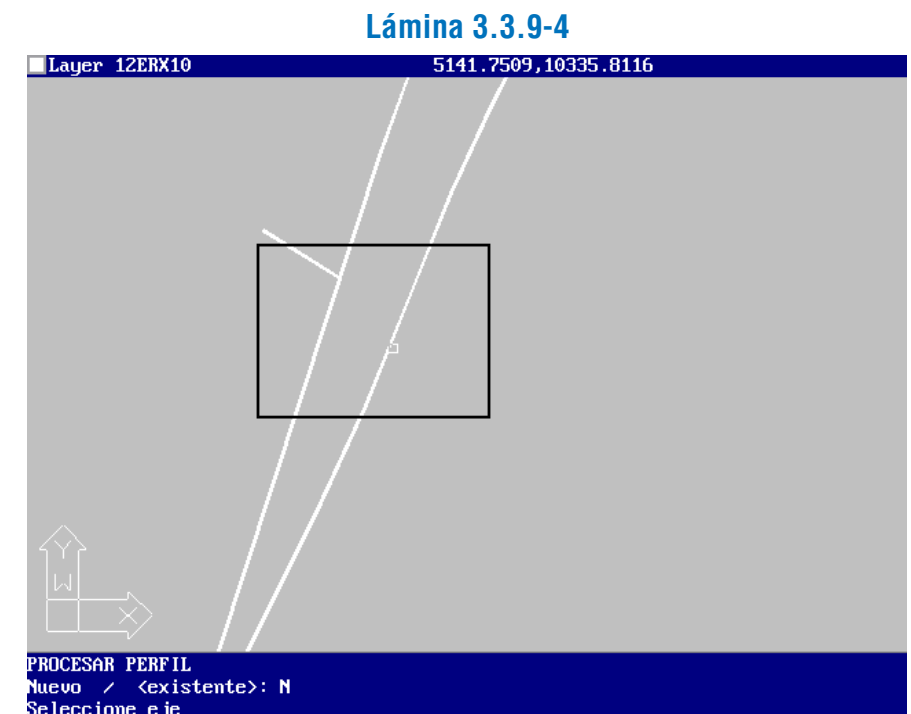 Lámina 3.3.9-4
Layer 12ERX10 5141.7509,10335.8116
Y
W
X
PROCESAR PERFIL
Nuevo / <existente>: N
Seleccione eje